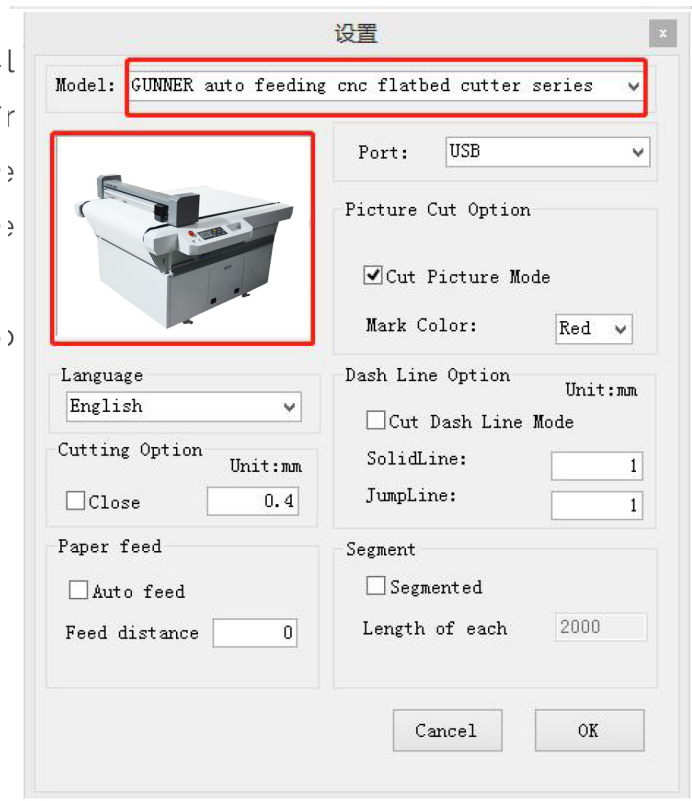 设置
x
Model: GUNNER auto feeding cnc flatbed cutter series
Port: USB
Picture Cut Option
Cut Picture Mode
Mark Color: Red
Language
English
Dash Line Option
Unit:mm
Cut Dash Line Mode
SolidLine: 1
JumpLine: 1
Cutting Option
Unit:mm
Close 0.4
Paper feed
Auto feed
Feed distance 0
Segment
Segmented
Length of each 2000
Cancel OK